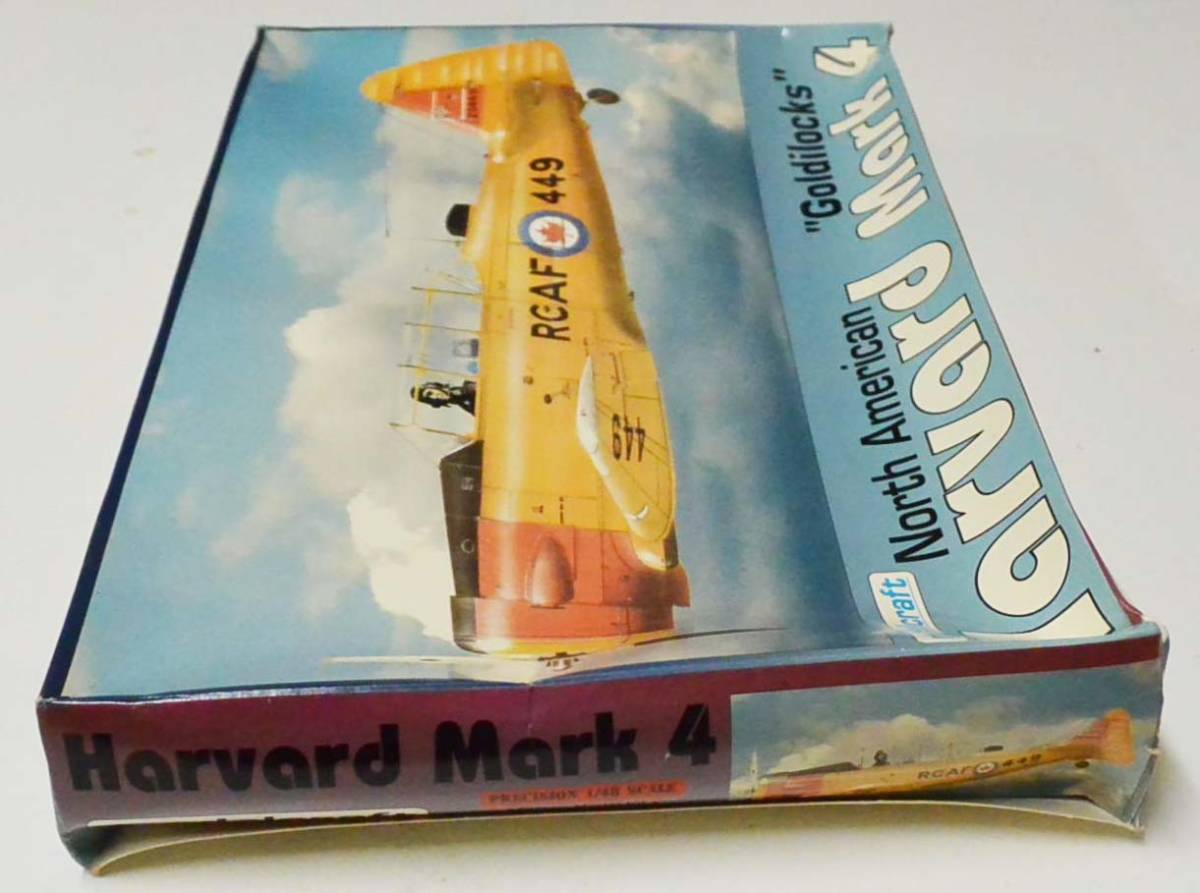 "Goldilocks"
North American
Harvard Mark 4
craft
RCAF 449
449
Harvard Mark 4
PRECISION 1/48 SCALE
RCAF 449